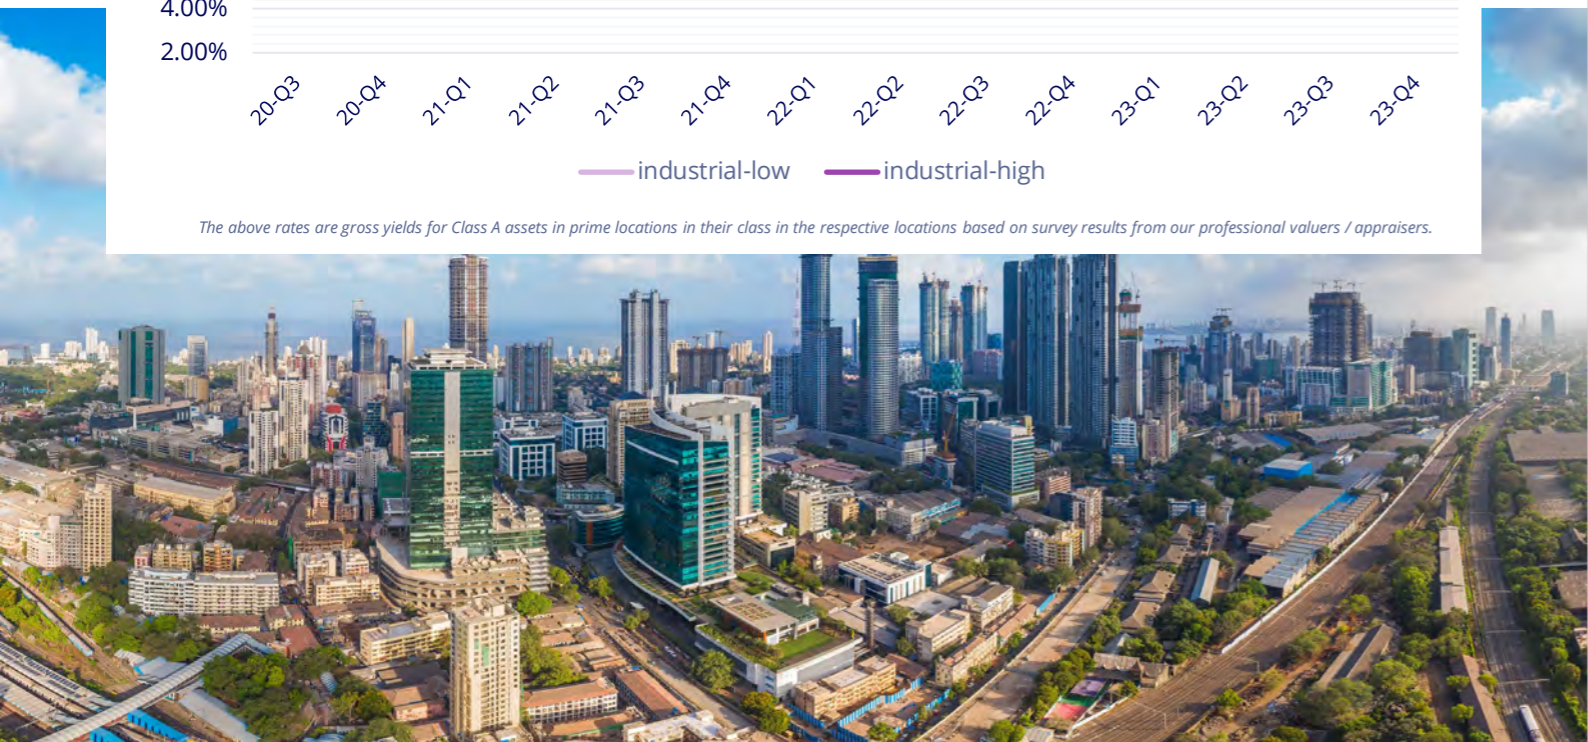 4.00%
2.00%
20-Q3 20-Q4 21-Q1 21-Q2 21-Q3 21-Q4 22-Q1 22-Q2 22-Q3 22-Q4 23-Q1 23-Q2 23-Q3 23-Q4
industrial-low industrial-high
The above rates are gross yields for Class A assets in prime locations in their class in the respective locations based on survey results from our professional valuers / appraisers.